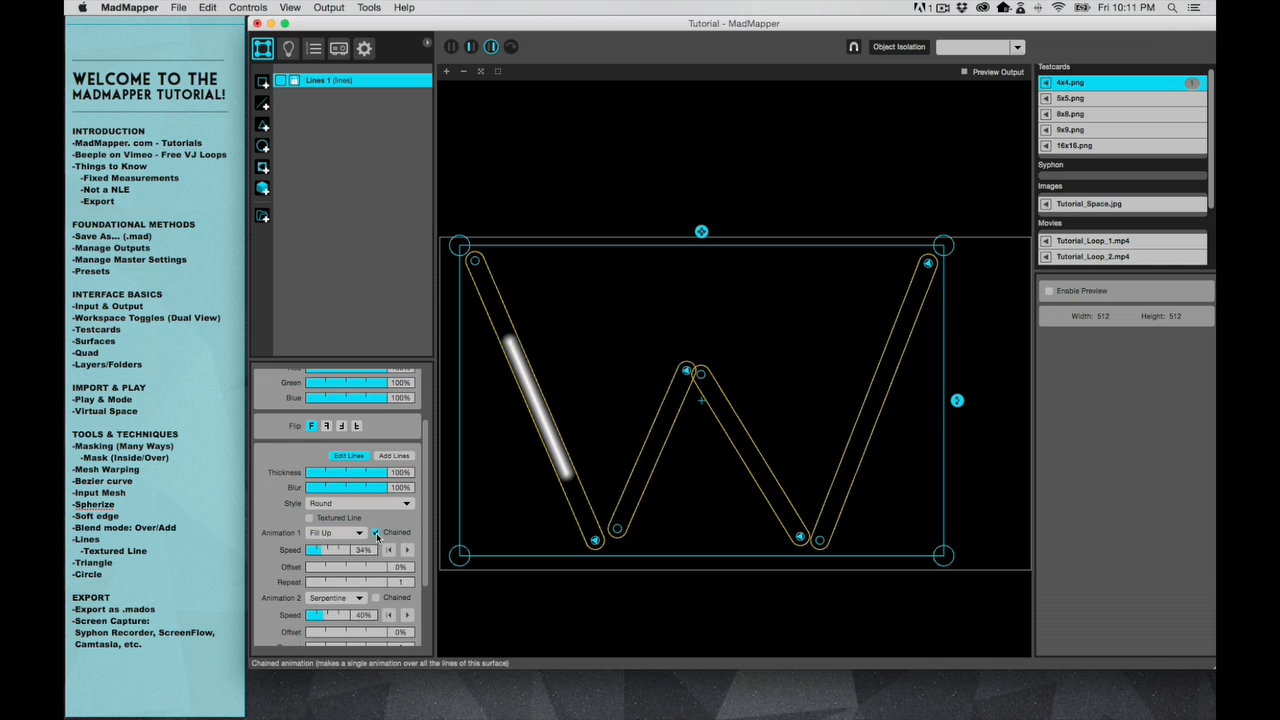 MadMapper File Edit Controls View Output Tools Help
1
Fri 10:11 PM
Tutorial - MadMapper
WELCOME TO THE
MADMAPPER TUTORIAL!
INTRODUCTION
-MadMapper. com - Tutorials
-Beeple on Vimeo - Free VJ Loops
-Things to Know
-Fixed Measurements
-Not a NLE
-Export
FOUNDATIONAL METHODS
-Save As... (.mad)
-Manage Outputs
-Manage Master Settings
-Presets
INTERFACE BASICS
-Input & Output
-Workspace Toggles (Dual View)
-Testcards
-Surfaces
-Quad
-Layers/Folders
IMPORT & PLAY
-Play & Mode
-Virtual Space
TOOLS & TECHNIQUES
-Masking (Many Ways)
-Mask (Inside/Over)
-Mesh Warping
-Bezier curve
-Input Mesh
-Spherize
-Soft edge
-Blend mode: Over/Add
-Lines
-Textured Line
-Triangle
-Circle
EXPORT
-Export as .mados
-Screen Capture:
Syphon Recorder, ScreenFlow,
Camtasia, etc.
Lines 1 (lines)
Green 100%
Blue 100%
Flip F
Edit Lines Add Lines
Thickness 100%
Blur 100%
Style Round
Textured Line
Animation 1 Fill Up Chained
Speed 34%
Offset 0%
Repeat 1
Animation 2 Serpentine Chained
Speed 40%
Offset 0%
Chained animation (makes a single animation over all the lines of this surface)
Object Isolation
Preview Output
Testcards
4x4.png 1
5x5.png
8x8.png
9x9.png
16x16.png
Syphon
Images
Tutorial_Space.jpg
Movies
Tutorial_Loop_1.mp4
Tutorial_Loop_2.mp4
Enable Preview
Width: 512 Height: 512